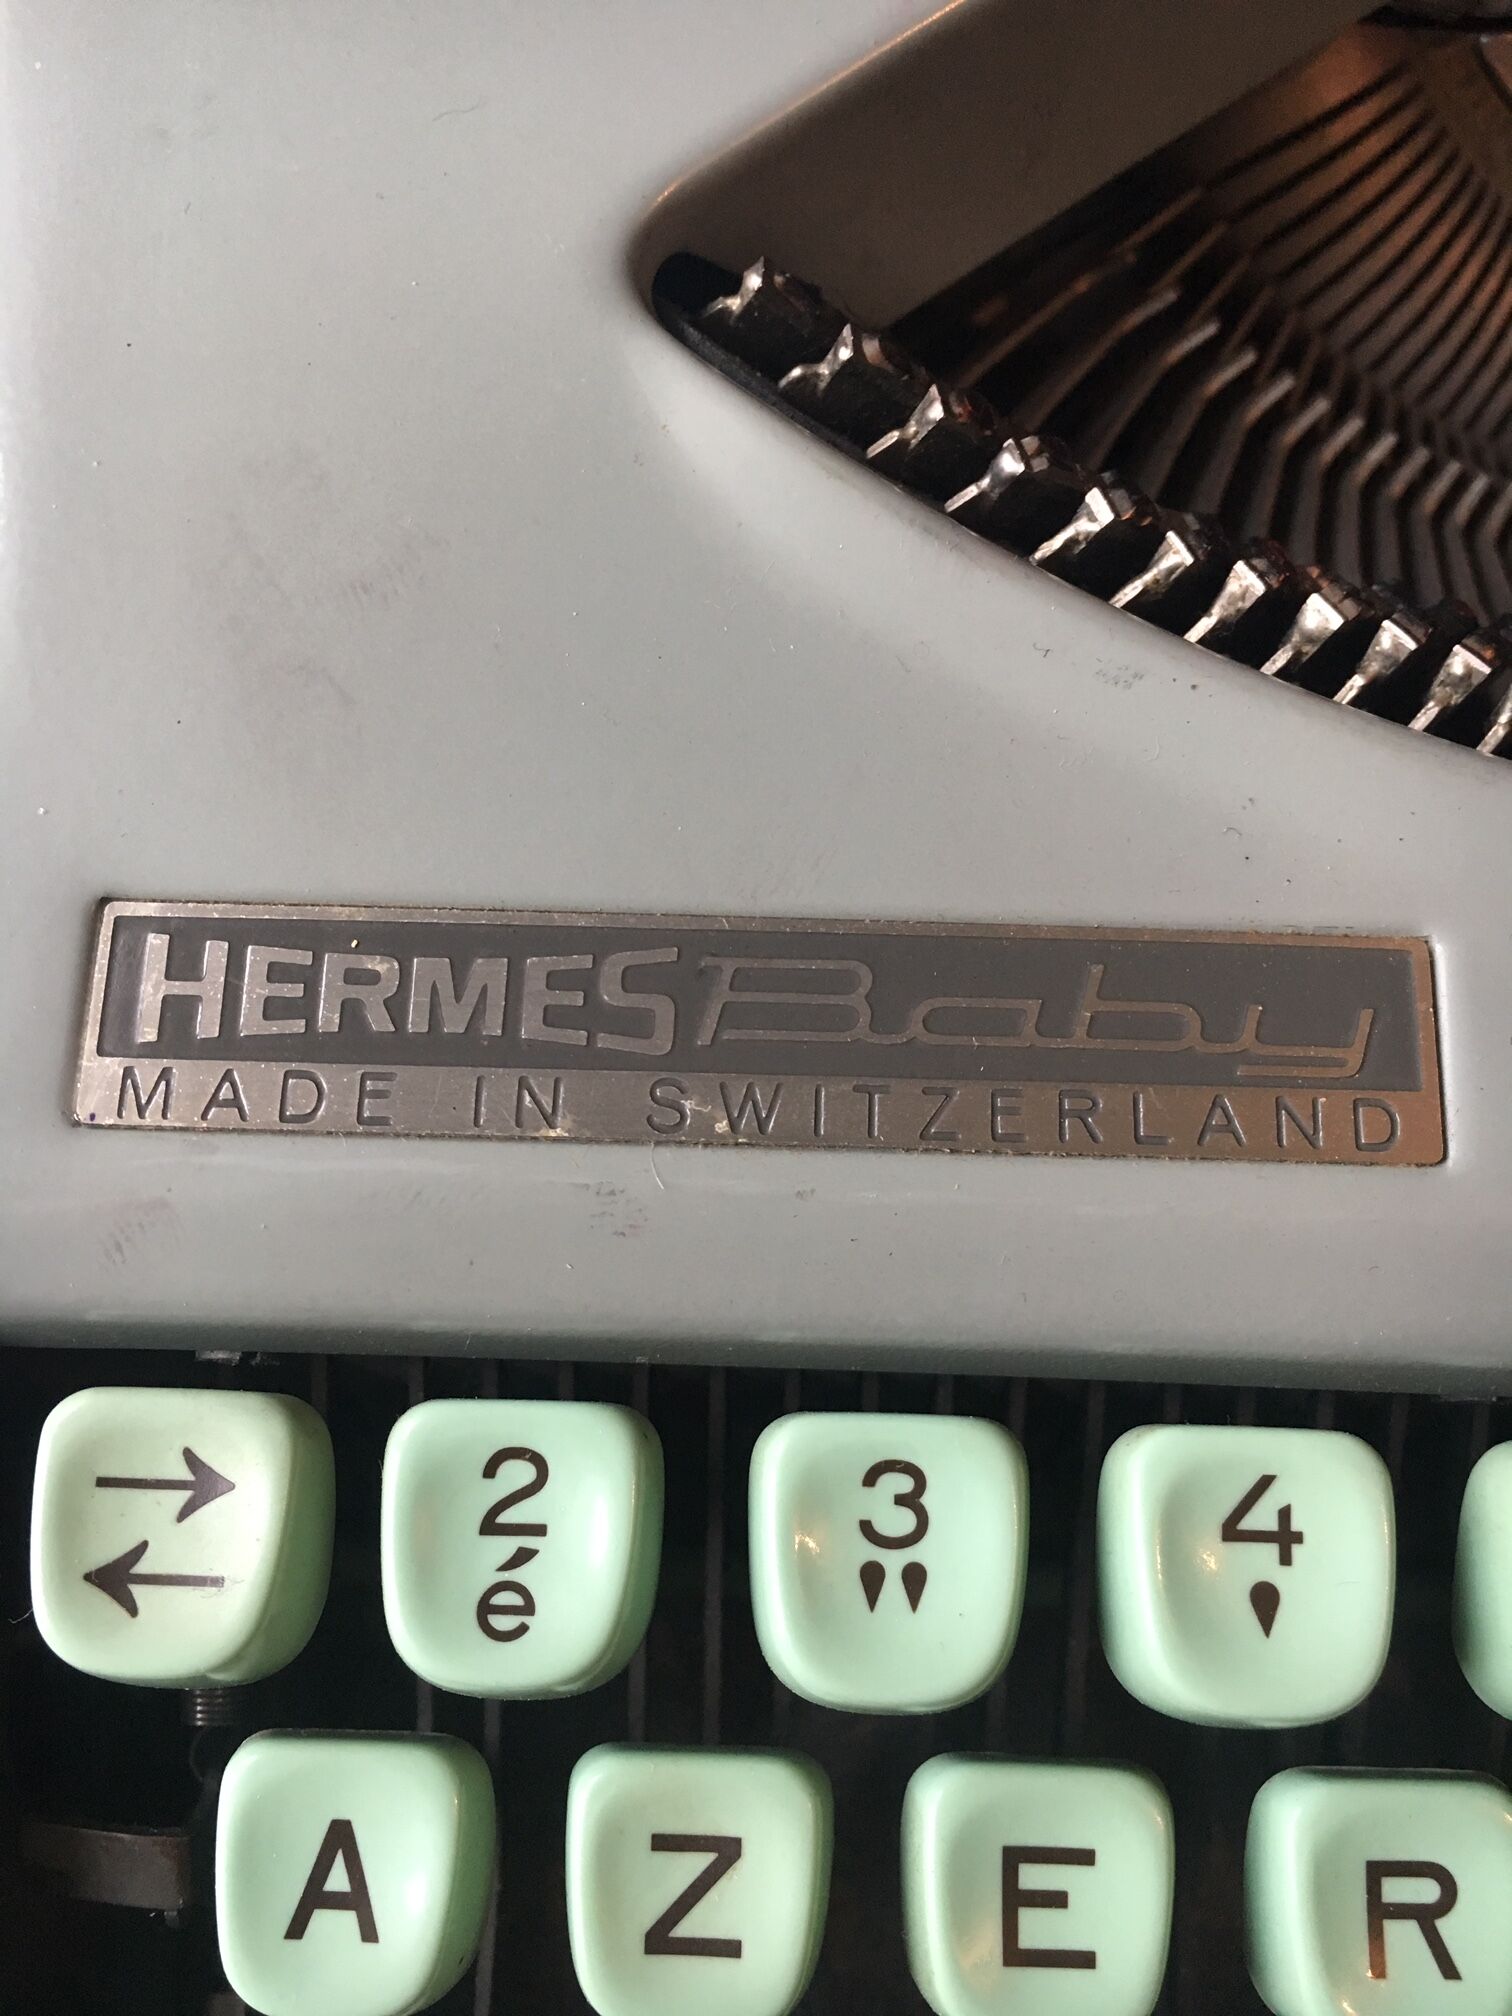 HERMES Baby
MADE IN SWITZERLAND
→ 2 3 4
← é " '
A Z E R